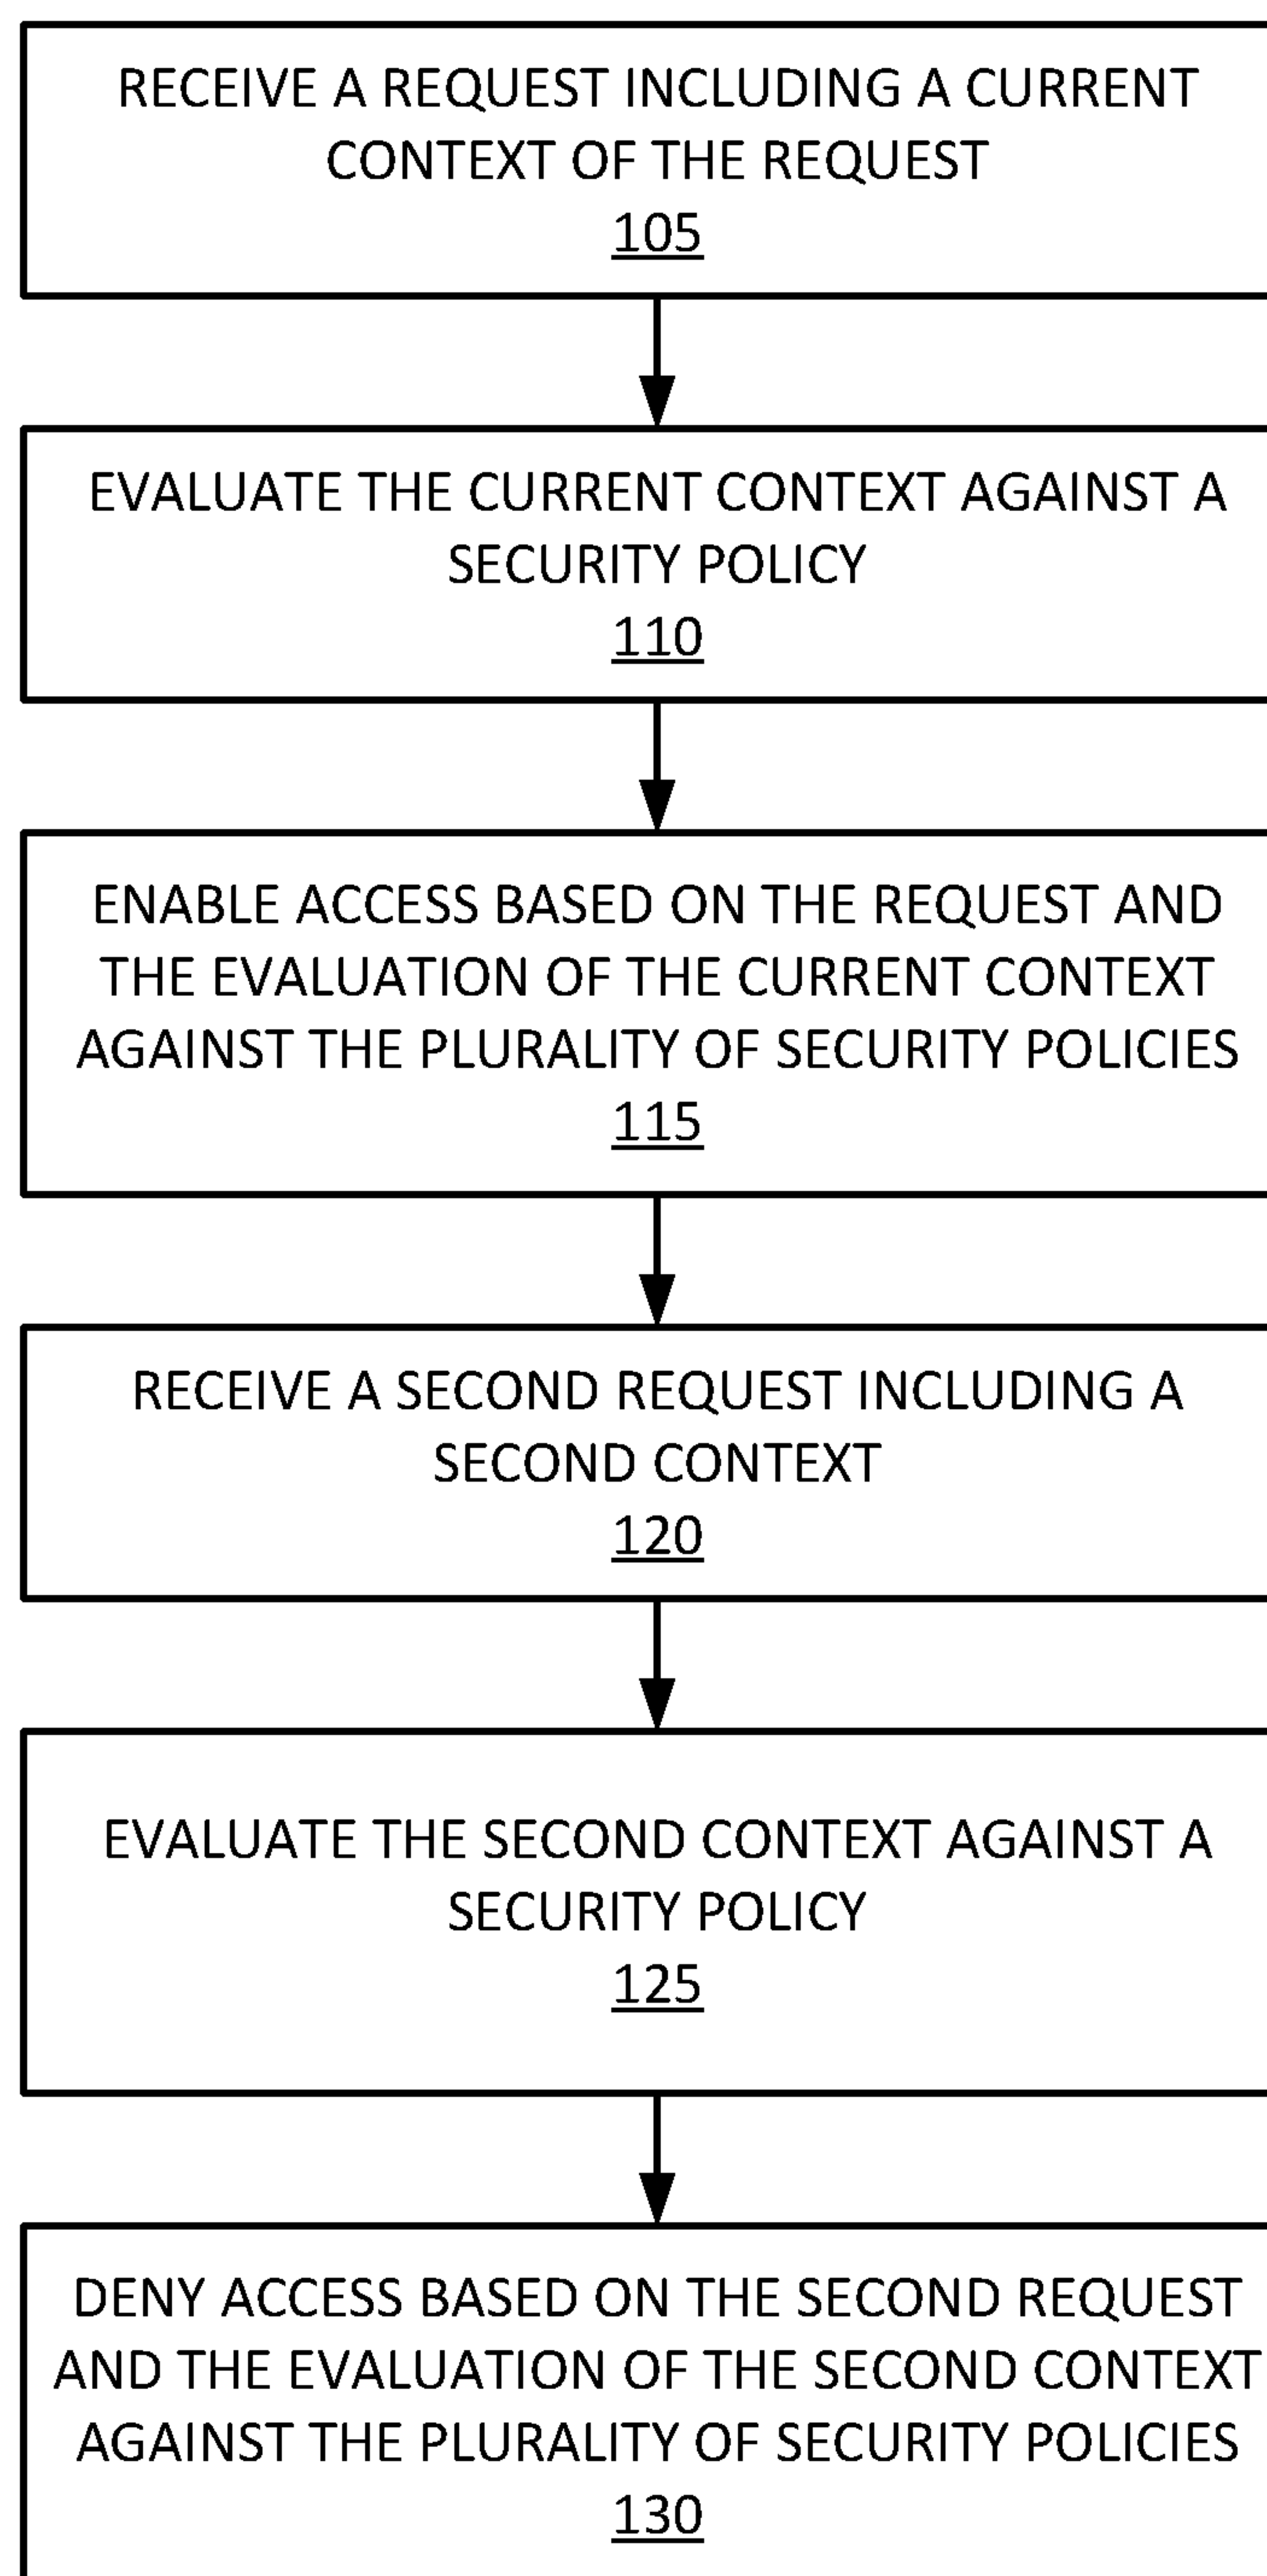 RECEIVE A REQUEST INCLUDING A CURRENT
CONTEXT OF THE REQUEST
105
EVALUATE THE CURRENT CONTEXT AGAINST A
SECURITY POLICY
110
ENABLE ACCESS BASED ON THE REQUEST AND
THE EVALUATION OF THE CURRENT CONTEXT
AGAINST THE PLURALITY OF SECURITY POLICIES
115
RECEIVE A SECOND REQUEST INCLUDING A
SECOND CONTEXT
120
EVALUATE THE SECOND CONTEXT AGAINST A
SECURITY POLICY
125
DENY ACCESS BASED ON THE SECOND REQUEST
AND THE EVALUATION OF THE SECOND CONTEXT
AGAINST THE PLURALITY OF SECURITY POLICIES
130